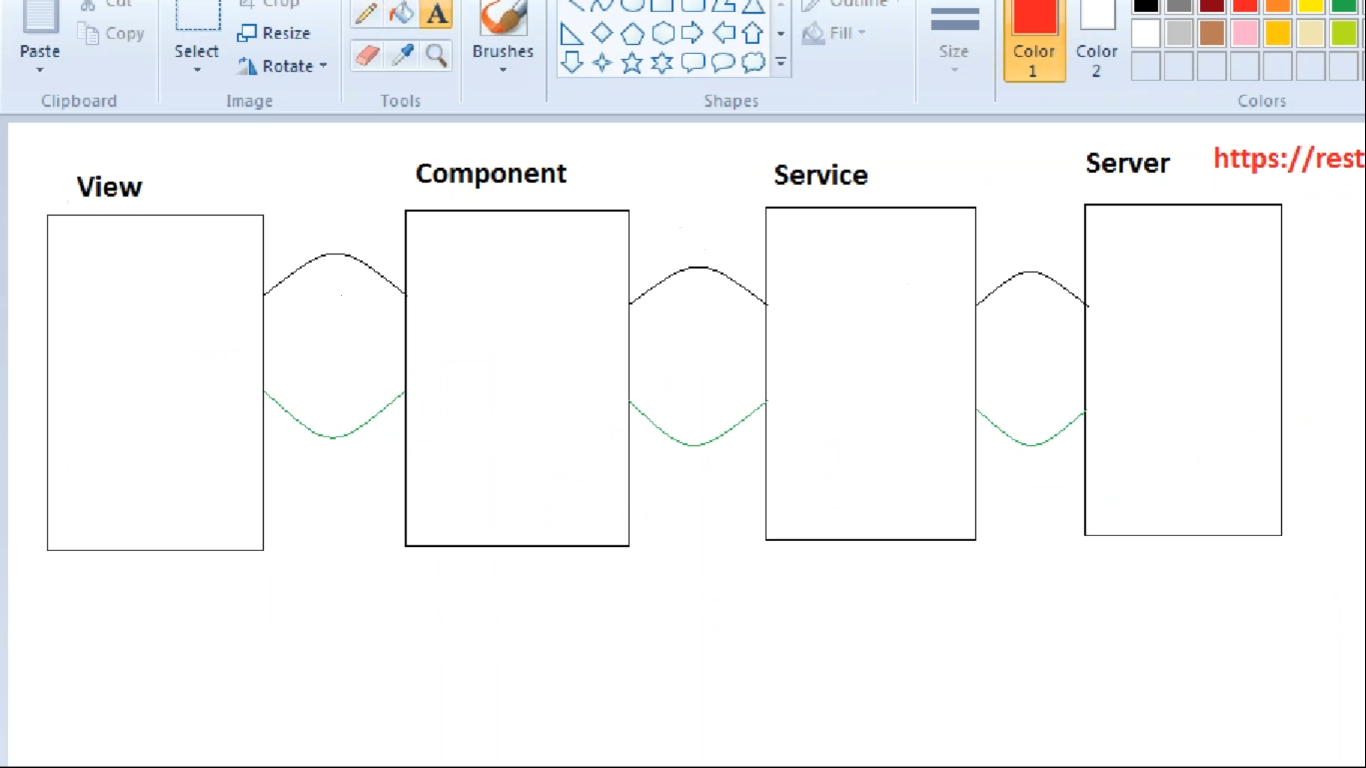 Cut
Crop
Outline
Paste
Copy
Select
Resize
Rotate
A
Brushes
Fill
Size
Color
1
Color
2
Clipboard
Image
Tools
Shapes
Colors
View
Component
Service
Server
https://rest